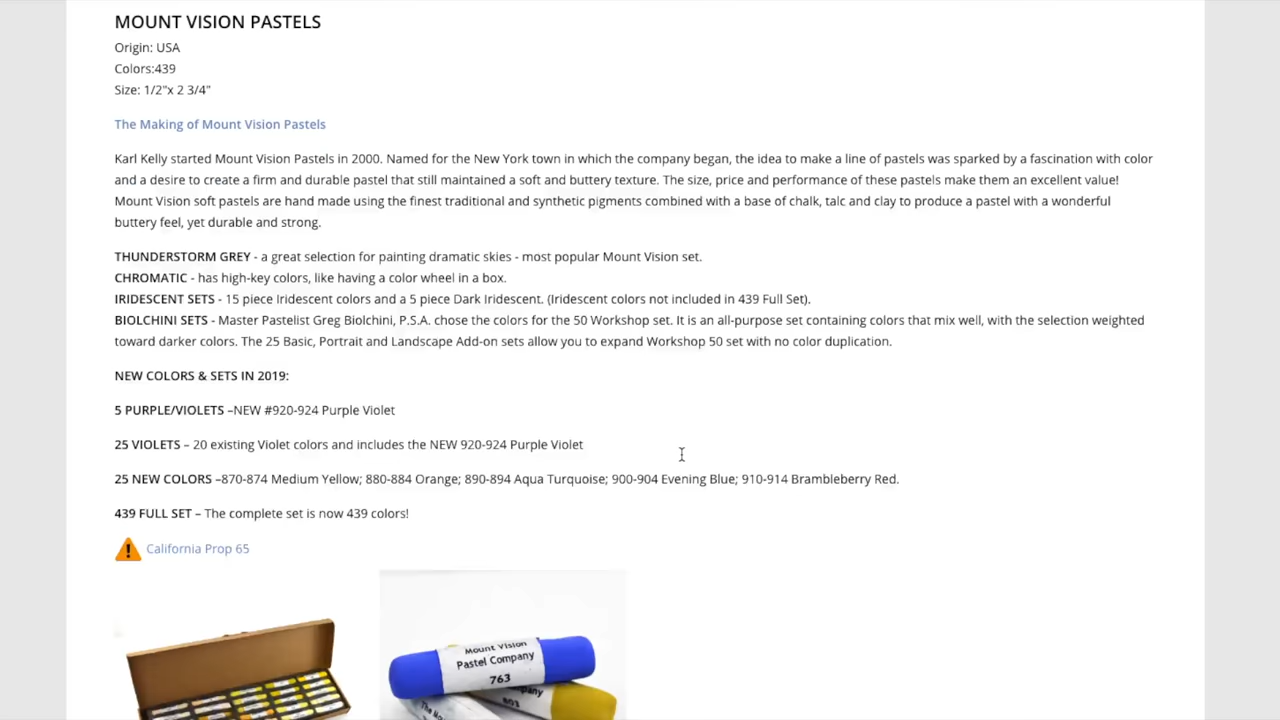 MOUNT VISION PASTELS
Origin: USA
Colors:439
Size: 1/2"x 2 3/4"
The Making of Mount Vision Pastels
Karl Kelly started Mount Vision Pastels in 2000. Named for the New York town in which the company began, the idea to make a line of pastels was sparked by a fascination with color
and a desire to create a firm and durable pastel that still maintained a soft and buttery texture. The size, price and performance of these pastels make them an excellent value!
Mount Vision soft pastels are hand made using the finest traditional and synthetic pigments combined with a base of chalk, talc and clay to produce a pastel with a wonderful
buttery feel, yet durable and strong.
THUNDERSTORM GREY - a great selection for painting dramatic skies - most popular Mount Vision set.
CHROMATIC - has high-key colors, like having a color wheel in a box.
IRIDESCENT SETS - 15 piece Iridescent colors and a 5 piece Dark Iridescent. (Iridescent colors not included in 439 Full Set).
BIOLCHINI SETS - Master Pastelist Greg Biolchini, P.S.A. chose the colors for the 50 Workshop set. It is an all-purpose set containing colors that mix well, with the selection weighted
toward darker colors. The 25 Basic, Portrait and Landscape Add-on sets allow you to expand Workshop 50 set with no color duplication.
NEW COLORS & SETS IN 2019:
5 PURPLE/VIOLETS –NEW #920-924 Purple Violet
25 VIOLETS – 20 existing Violet colors and includes the NEW 920-924 Purple Violet
25 NEW COLORS –870-874 Medium Yellow; 880-884 Orange; 890-894 Aqua Turquoise; 900-904 Evening Blue; 910-914 Brambleberry Red.
439 FULL SET – The complete set is now 439 colors!
California Prop 65
Mount Vision
Pastel Company
763
803